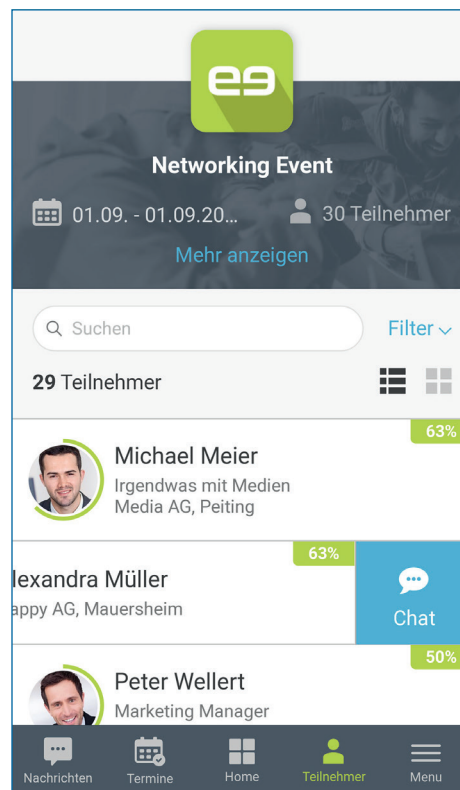 ee
Networking Event
01.09. - 01.09.20...
30 Teilnehmer
Mehr anzeigen
Suchen
Filter
29 Teilnehmer
63%
Michael Meier
Irgendwas mit Medien
Media AG, Peiting
63%
lexandra Müller
appy AG, Mauersheim
Chat
50%
Peter Wellert
Marketing Manager
Nachrichten
Termine
Home
Teilnehmer
Menu